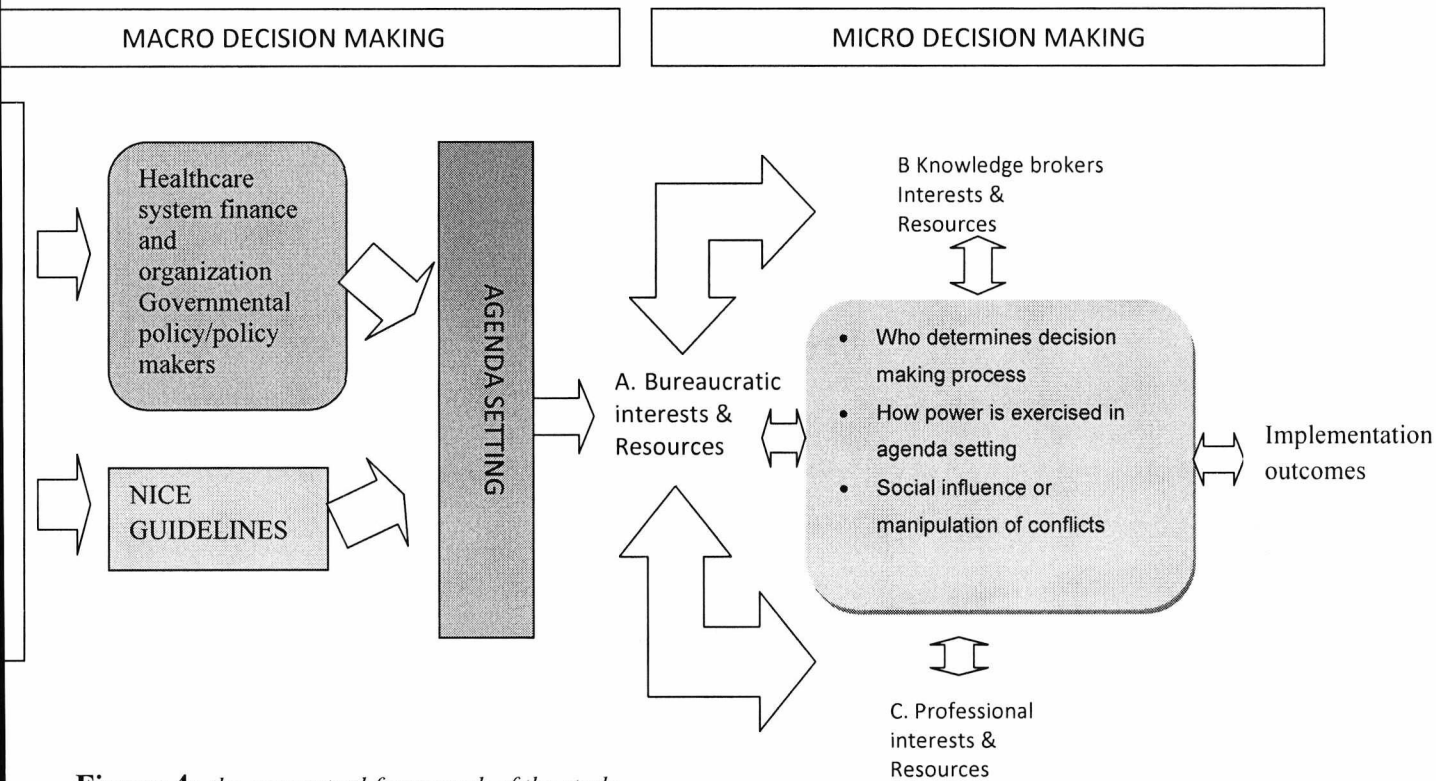 MACRO DECISION MAKING
MICRO DECISION MAKING
Healthcare
system finance
and
organization
Governmental
policy/policy
makers
NICE
GUIDELINES
AGENDA SETTING
A. Bureaucratic
interests &
Resources
B Knowledge brokers
Interests &
Resources
• Who determines decision
making process
• How power is exercised in
agenda setting
• Social influence or
manipulation of conflicts
Implementation
outcomes
C. Professional
interests &
Resources
Figure 4